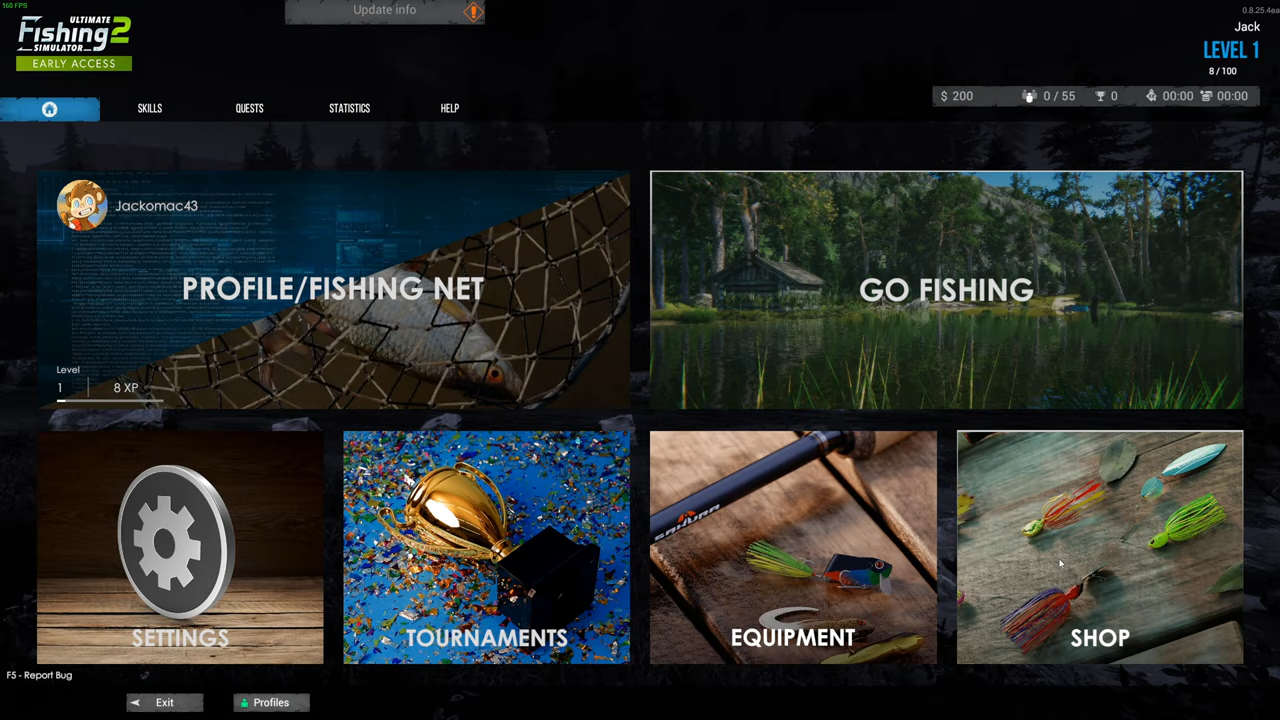 160 FPS
Update info
0.8.25.4ea
ULTIMATE
Fishing 2
SIMULATOR
EARLY ACCESS
Jack
LEVEL 1
8 / 100
SKILLS
QUESTS
STATISTICS
HELP
$ 200
0 / 55
0
00:00
00:00
Jackomac43
PROFILE/FISHING NET
Level
1
8 XP
GO FISHING
SETTINGS
TOURNAMENTS
SAKURA
EQUIPMENT
SHOP
F5 - Report Bug
Exit
Profiles